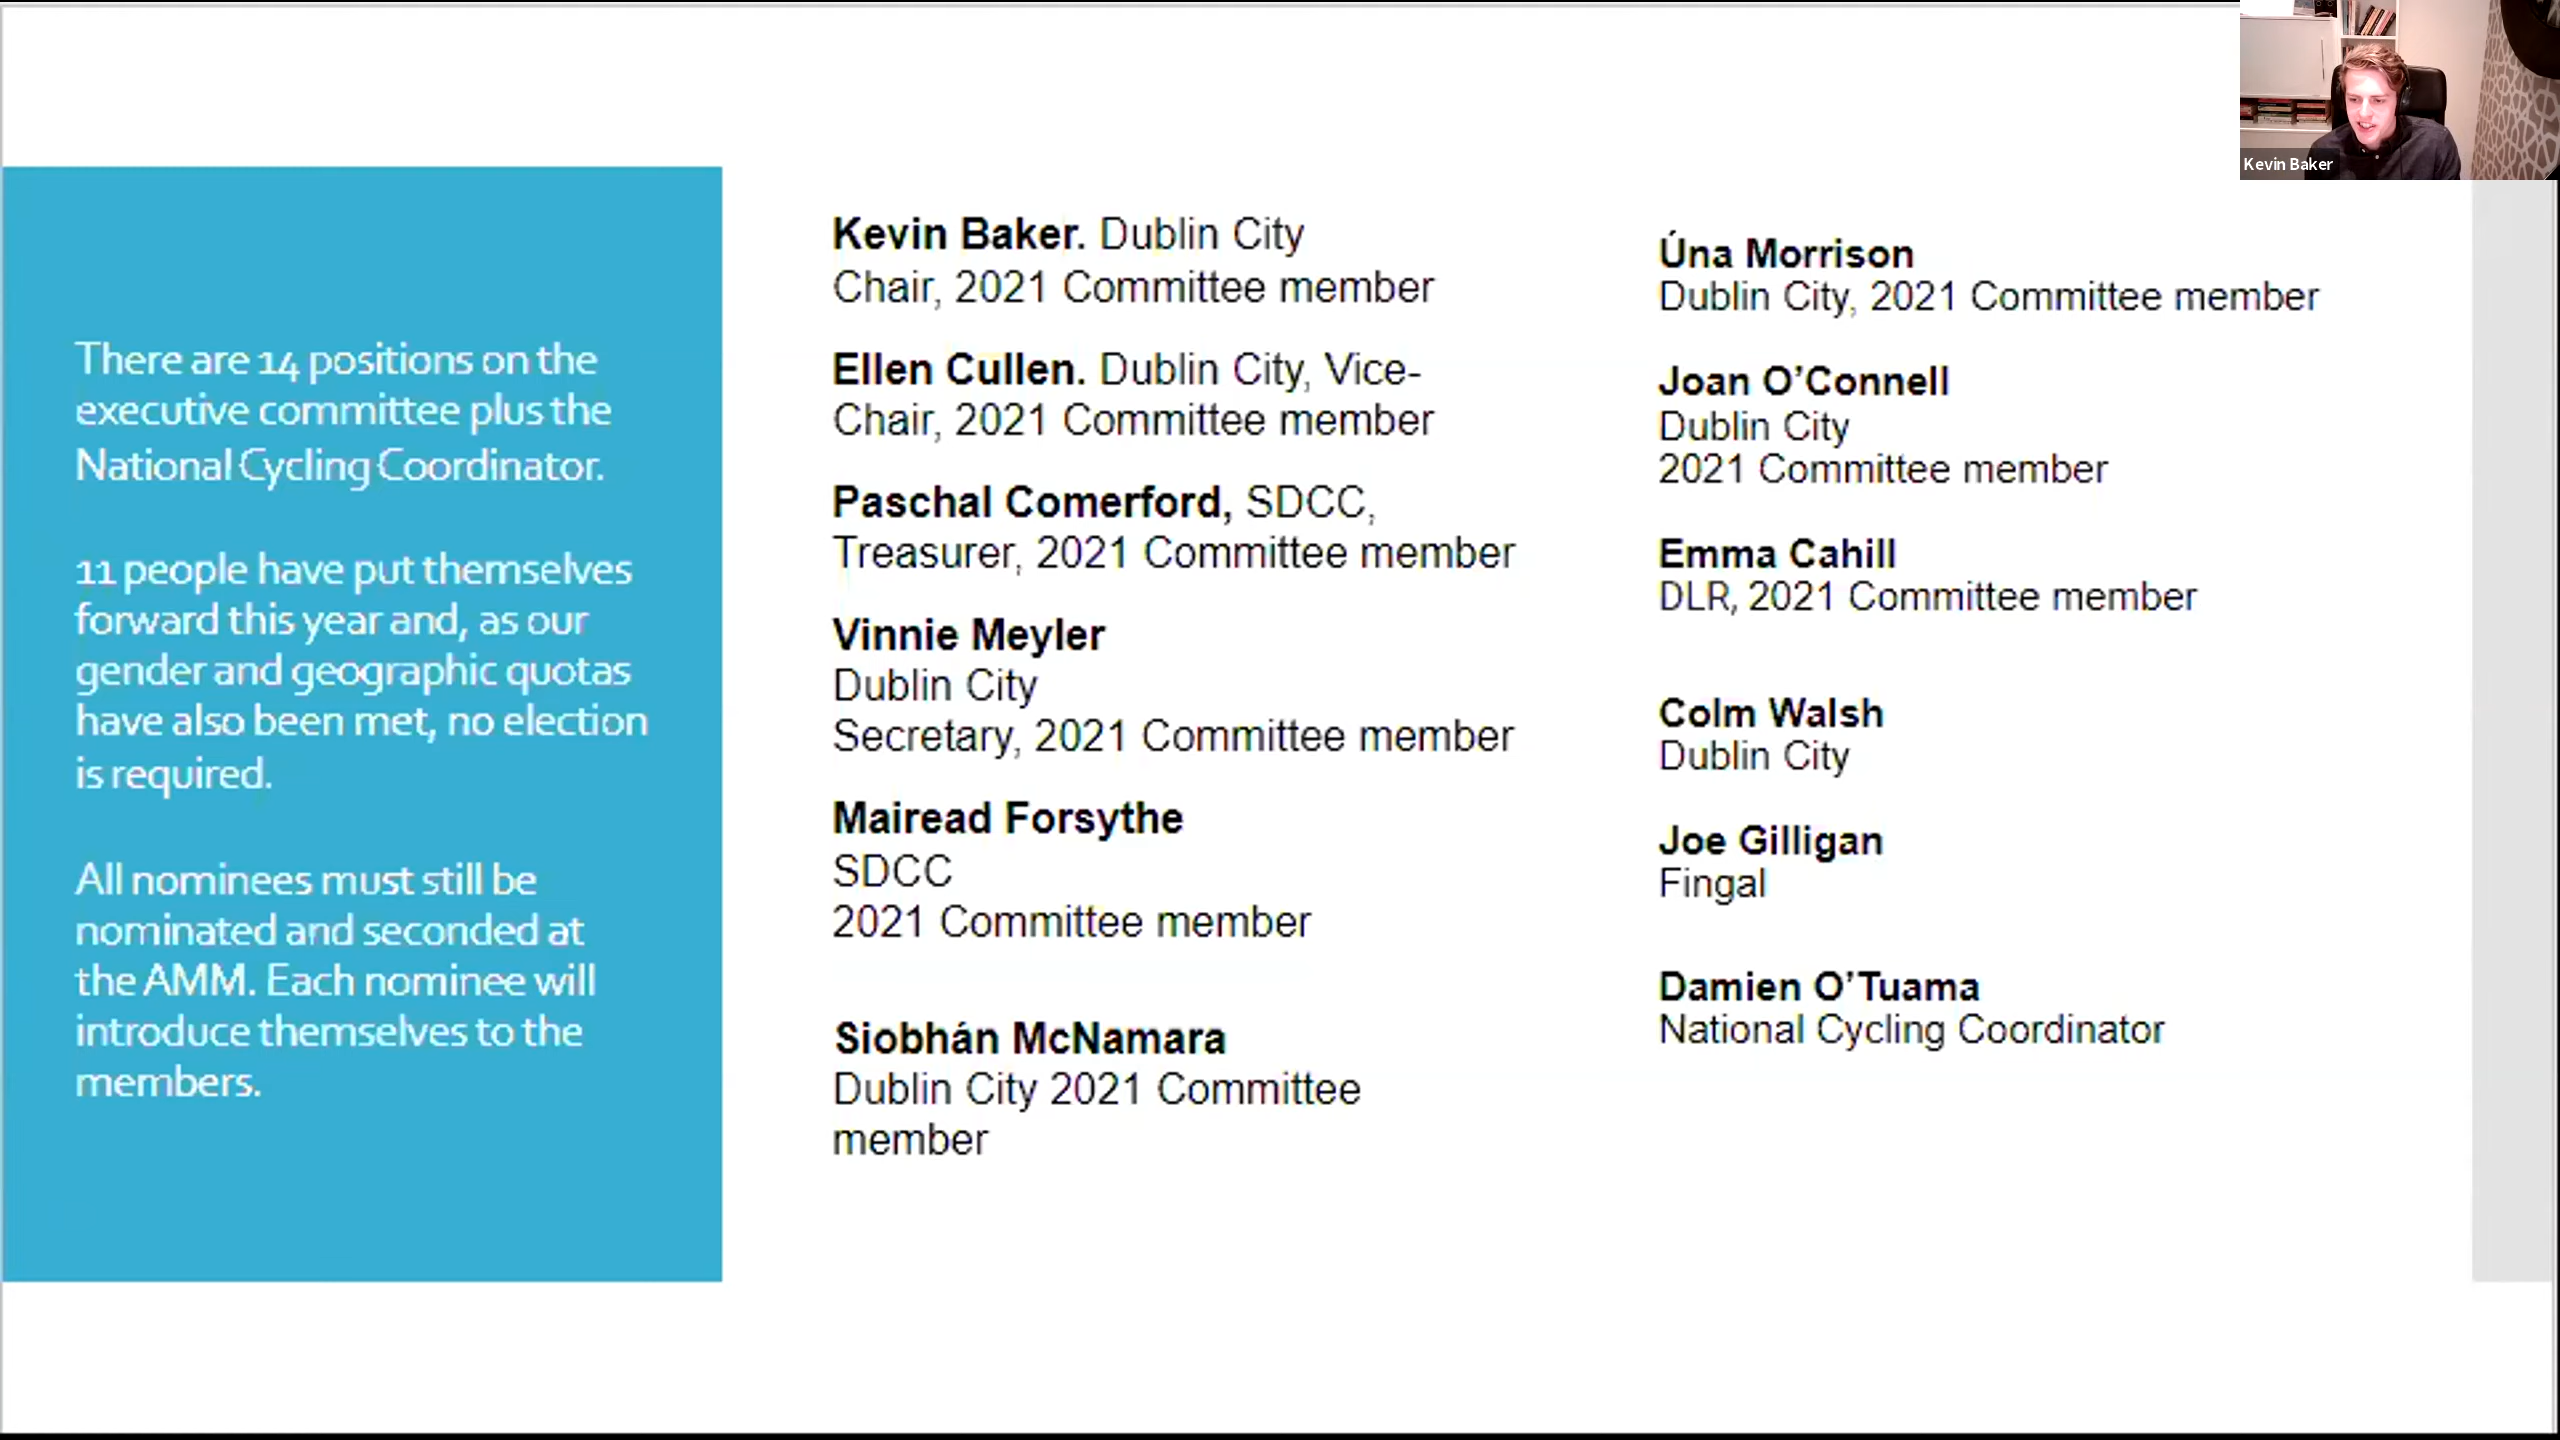 There are 14 positions on the
executive committee plus the
National Cycling Coordinator.
11 people have put themselves
forward this year and, as our
gender and geographic quotas
have also been met, no election
is required.
All nominees must still be
nominated and seconded at
the AMM. Each nominee will
introduce themselves to the
members.
Kevin Baker. Dublin City
Chair, 2021 Committee member
Ellen Cullen. Dublin City, Vice-
Chair, 2021 Committee member
Paschal Comerford, SDCC,
Treasurer, 2021 Committee member
Vinnie Meyler
Dublin City
Secretary, 2021 Committee member
Mairead Forsythe
SDCC
2021 Committee member
Siobhán McNamara
Dublin City 2021 Committee
member
Úna Morrison
Dublin City, 2021 Committee member
Joan O’Connell
Dublin City
2021 Committee member
Emma Cahill
DLR, 2021 Committee member
Colm Walsh
Dublin City
Joe Gilligan
Fingal
Damien O’Tuama
National Cycling Coordinator
Kevin Baker